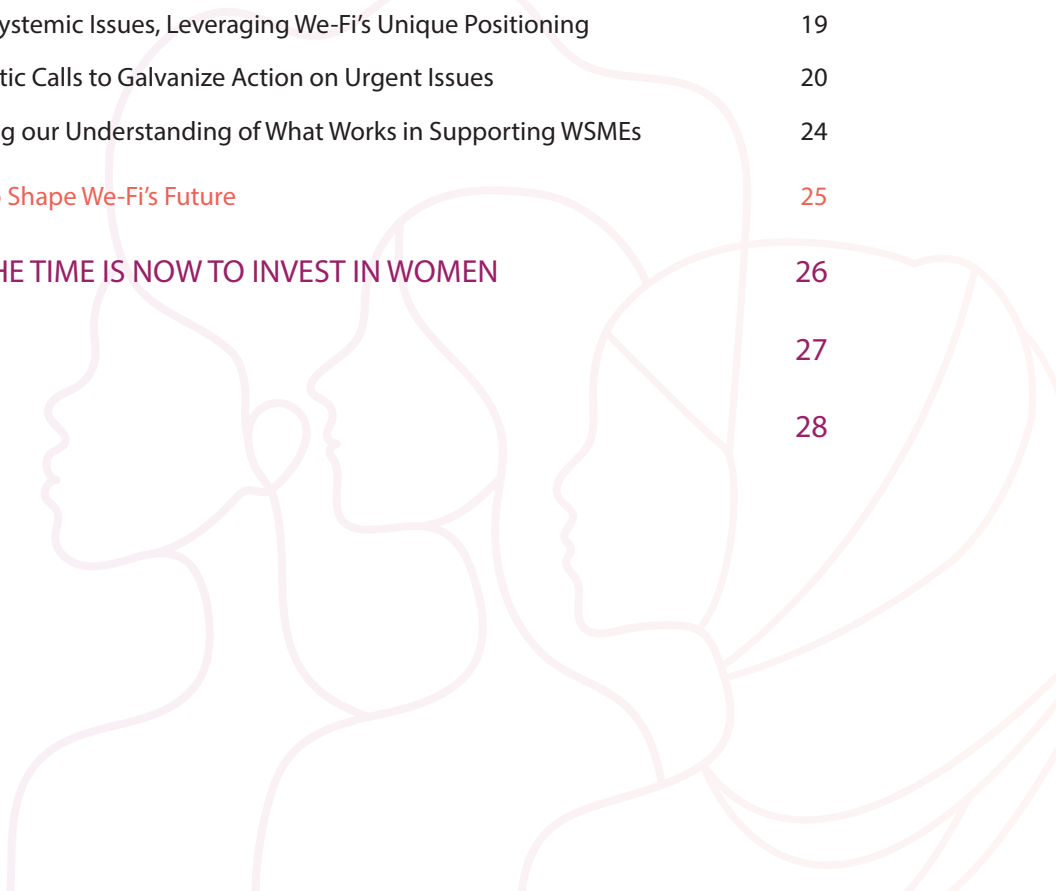 ystemic Issues, Leveraging We-Fi's Unique Positioning 19
tic Calls to Galvanize Action on Urgent Issues 20
g our Understanding of What Works in Supporting WSMEs 24
Shape We-Fi's Future 25
HE TIME IS NOW TO INVEST IN WOMEN 26
27
28